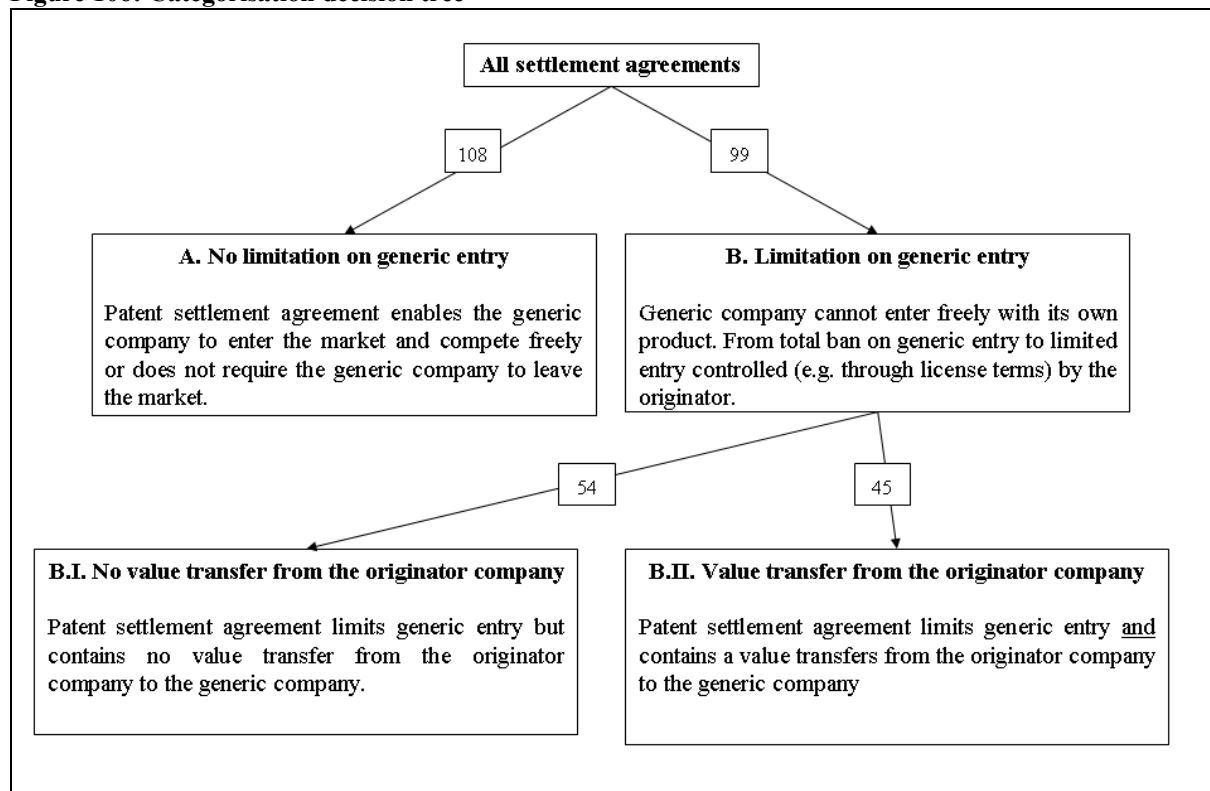 All settlement agreements
108
99
A. No limitation on generic entry
Patent settlement agreement enables the generic
company to enter the market and compete freely
or does not require the generic company to leave
the market.
B. Limitation on generic entry
Generic company cannot enter freely with its own
product. From total ban on generic entry to limited
entry controlled (e.g. through license terms) by the
originator.
54
45
B.I. No value transfer from the originator company
Patent settlement agreement limits generic entry but
contains no value transfer from the originator
company to the generic company.
B.II. Value transfer from the originator company
Patent settlement agreement limits generic entry and
contains a value transfers from the originator company
to the generic company